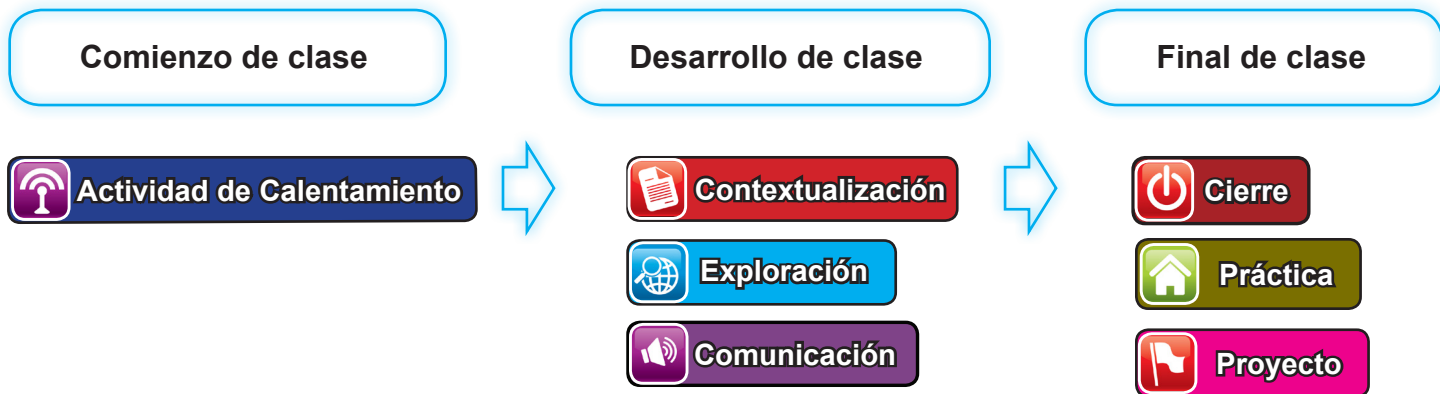 Comienzo de clase
Desarrollo de clase
Final de clase
Actividad de Calentamiento
Contextualización
Exploración
Comunicación
Cierre
Práctica
Proyecto